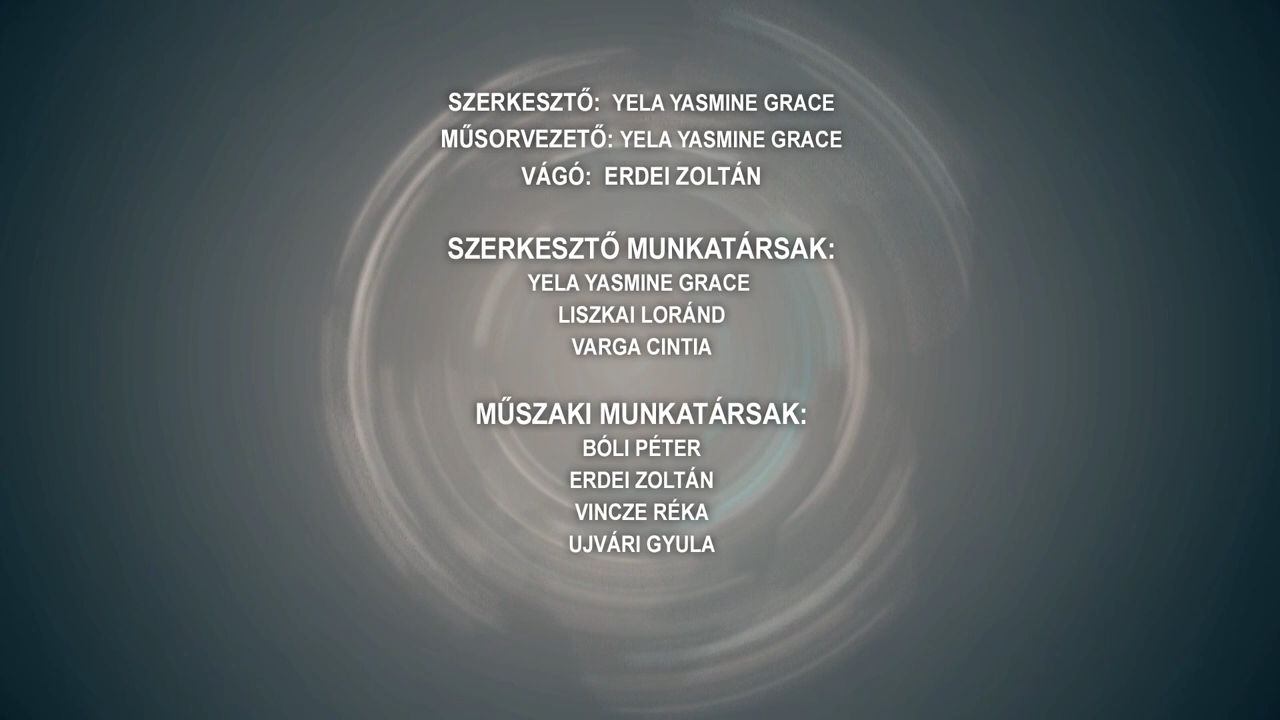 SZERKESZTŐ: YELA YASMINE GRACE
MŰSORVEZETŐ: YELA YASMINE GRACE
VÁGÓ: ERDEI ZOLTÁN
SZERKESZTŐ MUNKATÁRSAK:
YELA YASMINE GRACE
LISZKAI LORÁND
VARGA CINTIA
MŰSZAKI MUNKATÁRSAK:
BÓLI PÉTER
ERDEI ZOLTÁN
VINCZE RÉKA
UJVÁRI GYULA